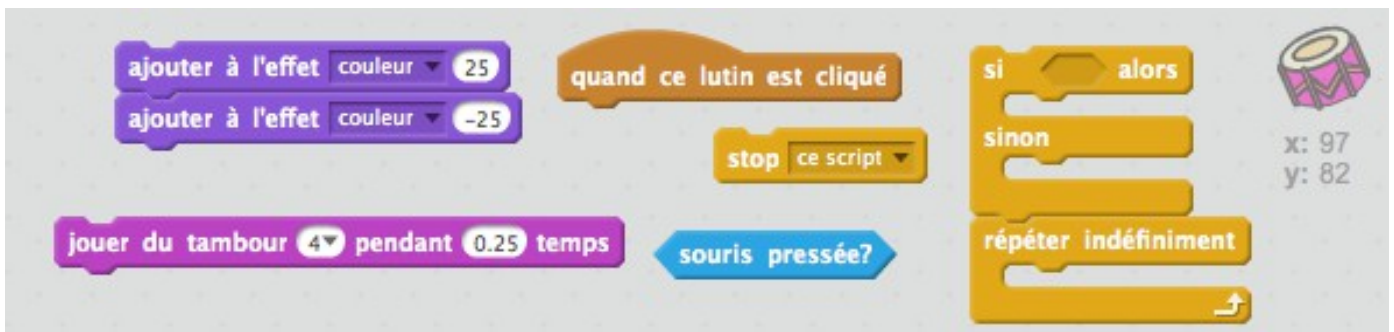 ajouter à l'effet couleur 25
ajouter à l'effet couleur -25
quand ce lutin est cliqué
stop ce script
jouer du tambour 4 pendant 0.25 temps
souris pressée?
si alors
sinon
répéter indéfiniment
x: 97
y: 82